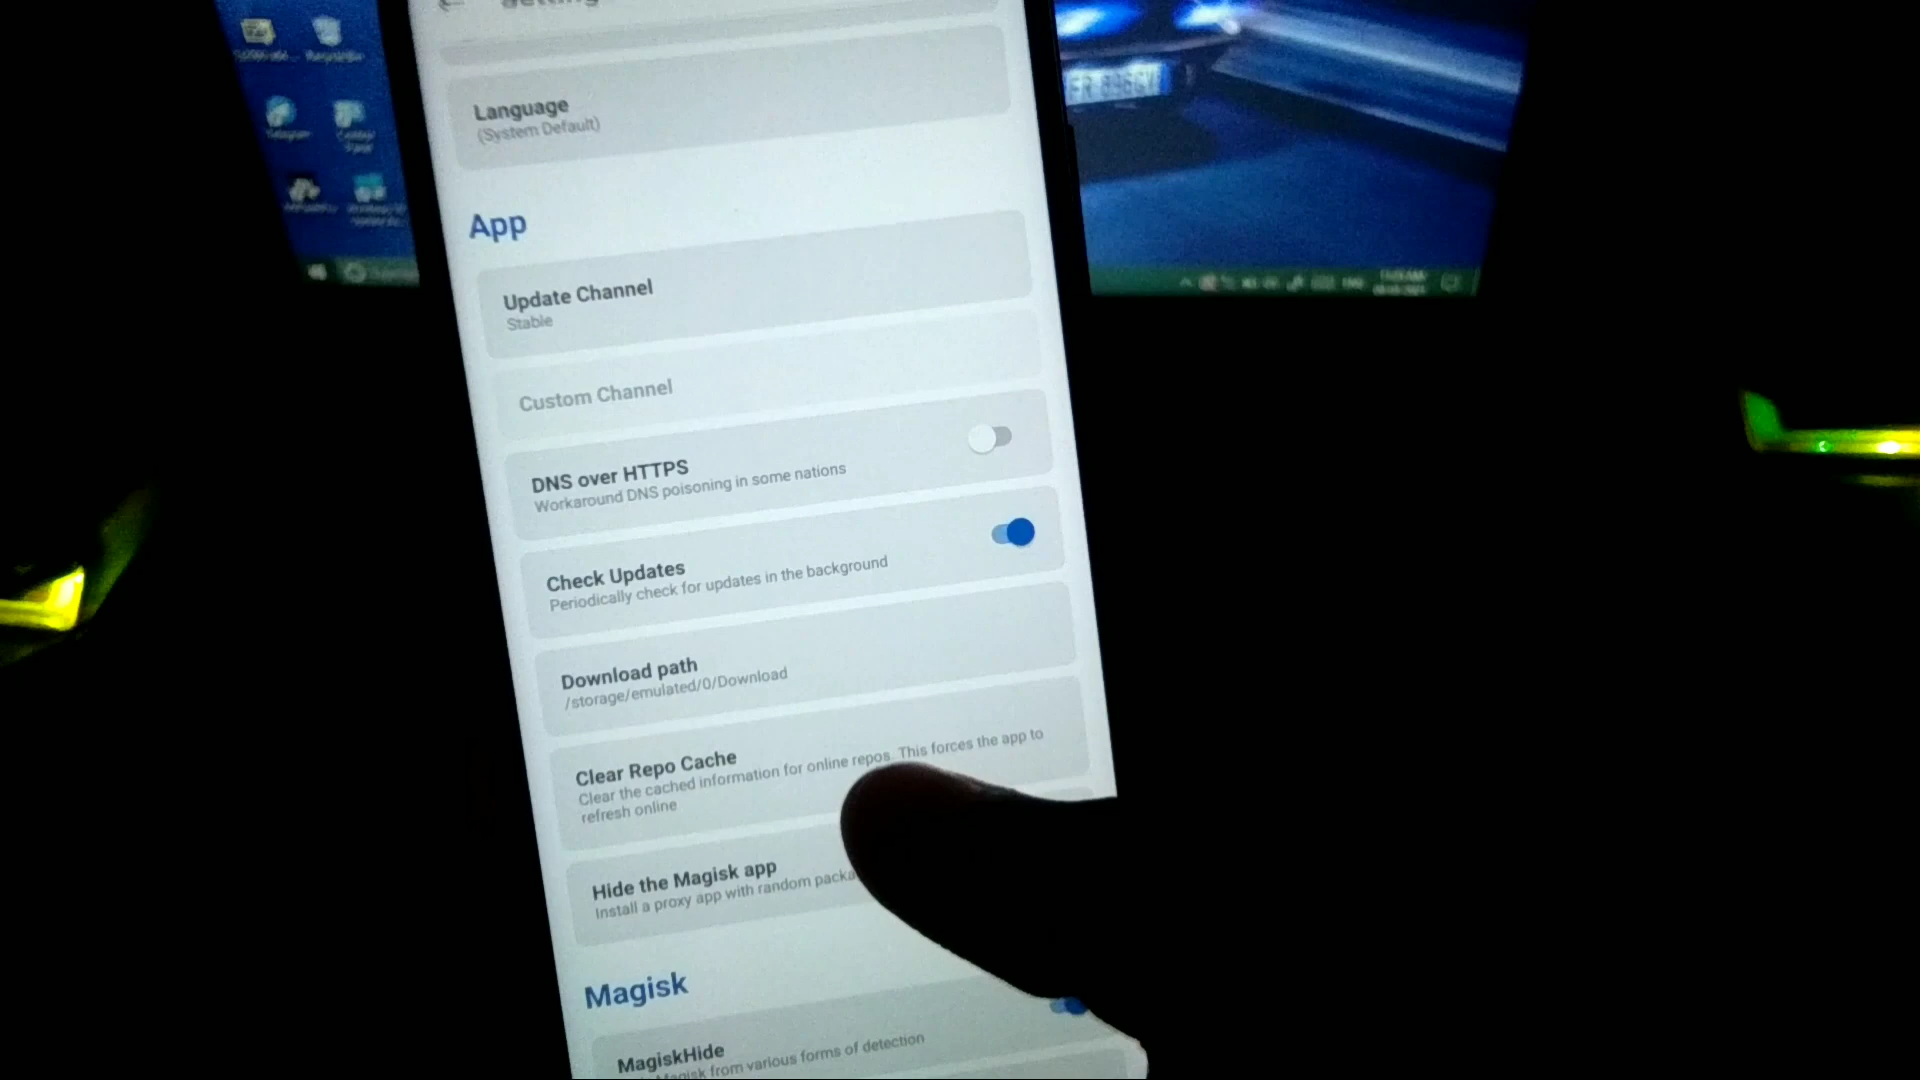 Language
(System Default)
App
Update Channel
Stable
Custom Channel
DNS over HTTPS
Workaround DNS poisoning in some nations
Check Updates
Periodically check for updates in the background
Download path
/storage/emulated/0/Download
Clear Repo Cache
Clear the cached information for online repos. This forces the app to
refresh online
Hide the Magisk app
Install a proxy app with random packa
Magisk
MagiskHide
Magisk from various forms of detection